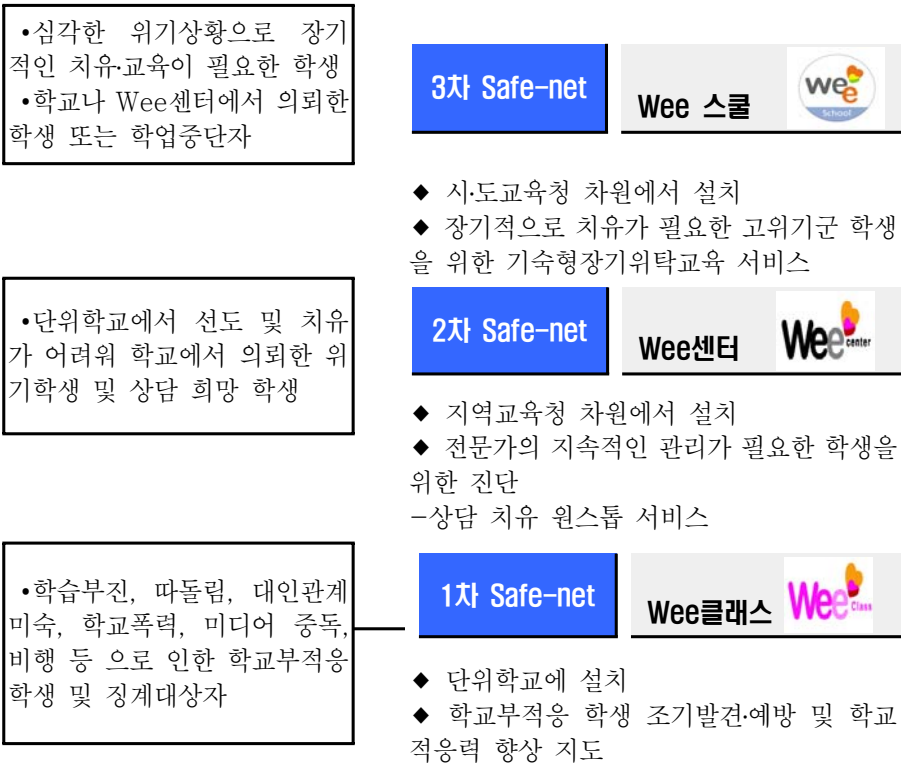 •심각한 위기상황으로 장기
적인 치유·교육이 필요한 학생
•학교나 Wee센터에서 의뢰한
학생 또는 학업중단자
3차 Safe-net
Wee 스쿨
wee
School
◆ 시·도교육청 차원에서 설치
◆ 장기적으로 치유가 필요한 고위기군 학생
을 위한 기숙형장기위탁교육 서비스
•단위학교에서 선도 및 치유
가 어려워 학교에서 의뢰한 위
기학생 및 상담 희망 학생
2차 Safe-net
Wee센터
Wee center
◆ 지역교육청 차원에서 설치
◆ 전문가의 지속적인 관리가 필요한 학생을
위한 진단
-상담 치유 원스톱 서비스
•학습부진, 따돌림, 대인관계
미숙, 학교폭력, 미디어 중독,
비행 등 으로 인한 학교부적응
학생 및 징계대상자
1차 Safe-net
Wee클래스
Wee Class
◆ 단위학교에 설치
◆ 학교부적응 학생 조기발견·예방 및 학교
적응력 향상 지도